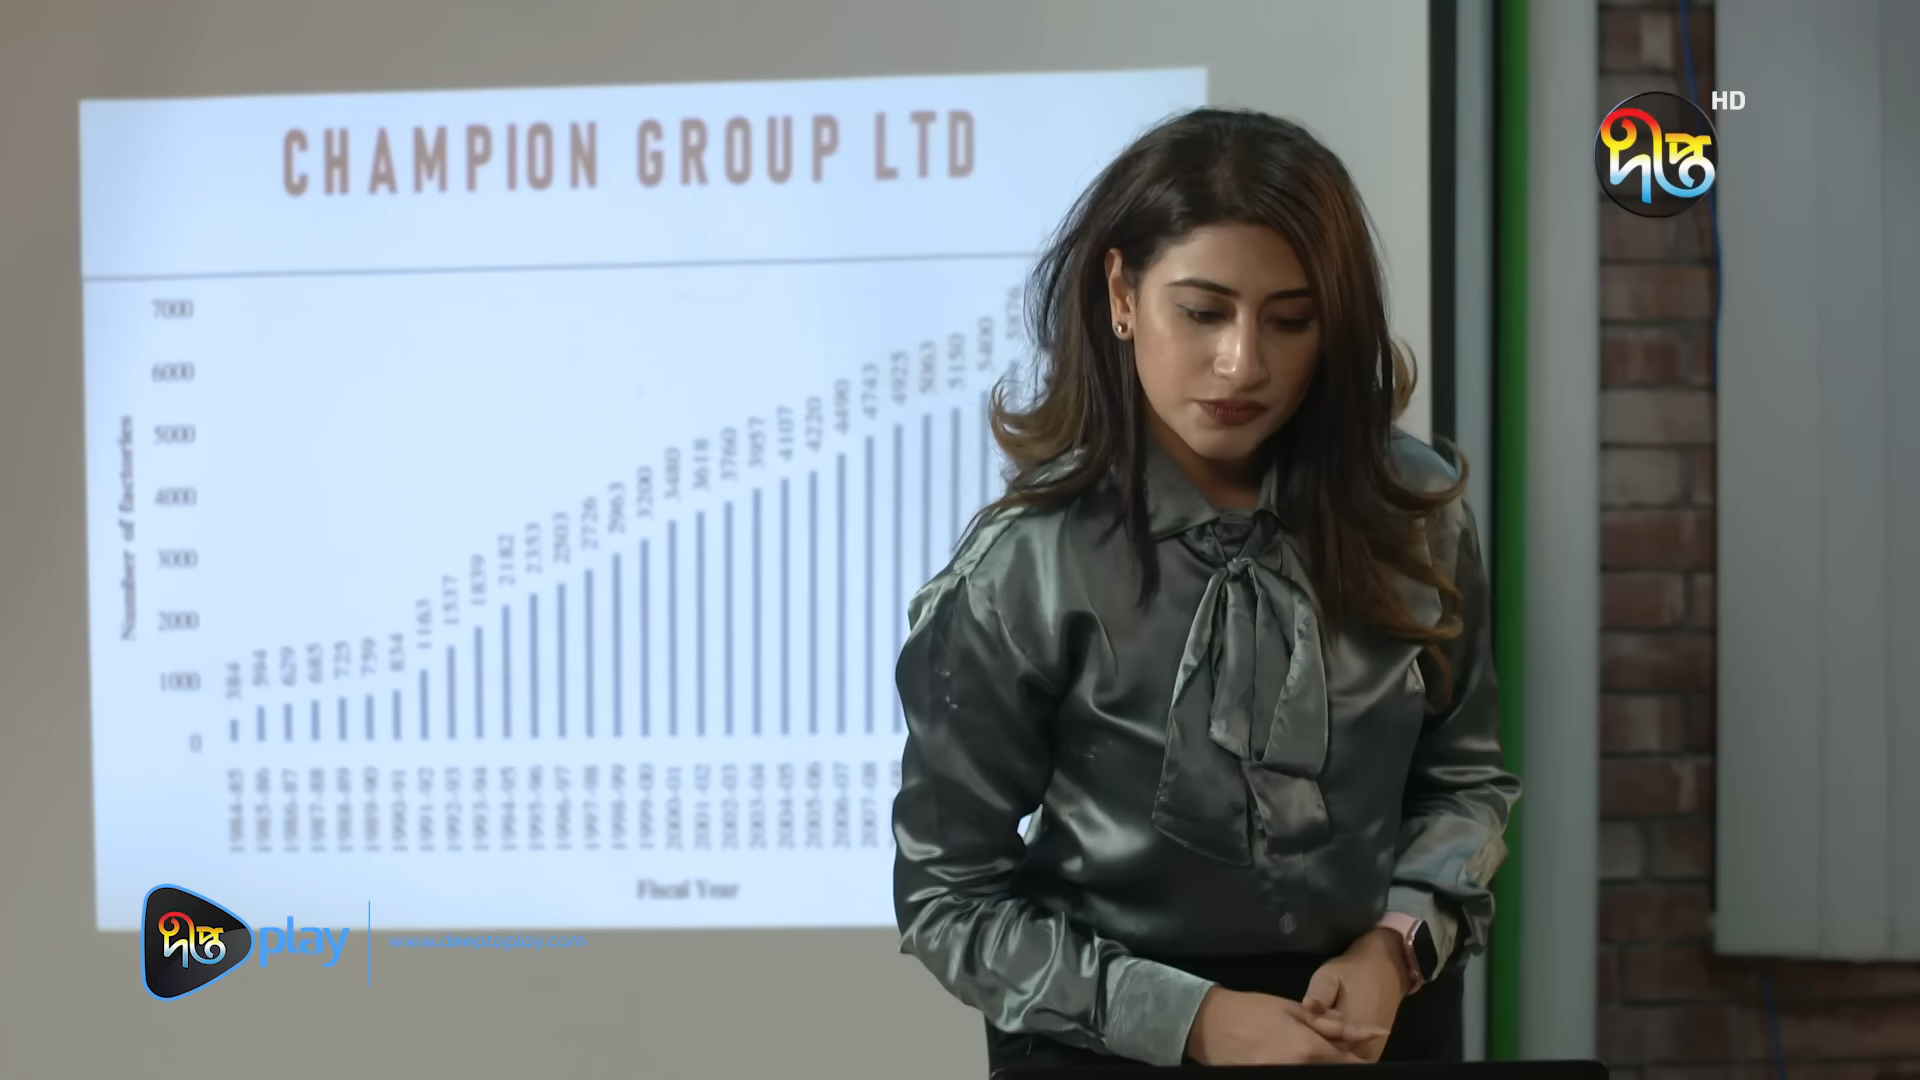 CHAMPION GROUP LTD
HD
দীপ্ত
Number of factories
7000
6000
5000
4000
3000
2000
1000
0
384 594 629 685 725 759 834 1163 1537 1839 2182 2353 2503 2726 2963 3200 3480 3618 3760 3957 4107 4220 4490 4743 4925 5063 5150 5400 5876
1984-85 1985-86 1986-87 1987-88 1988-89 1989-90 1990-91 1991-92 1992-93 1993-94 1994-95 1995-96 1996-97 1997-98 1998-99 1999-00 2000-01 2001-02 2002-03 2003-04 2004-05 2005-06 2006-07 2007-08
Fiscal Year
দীপ্ত play
www.deeptoplay.com